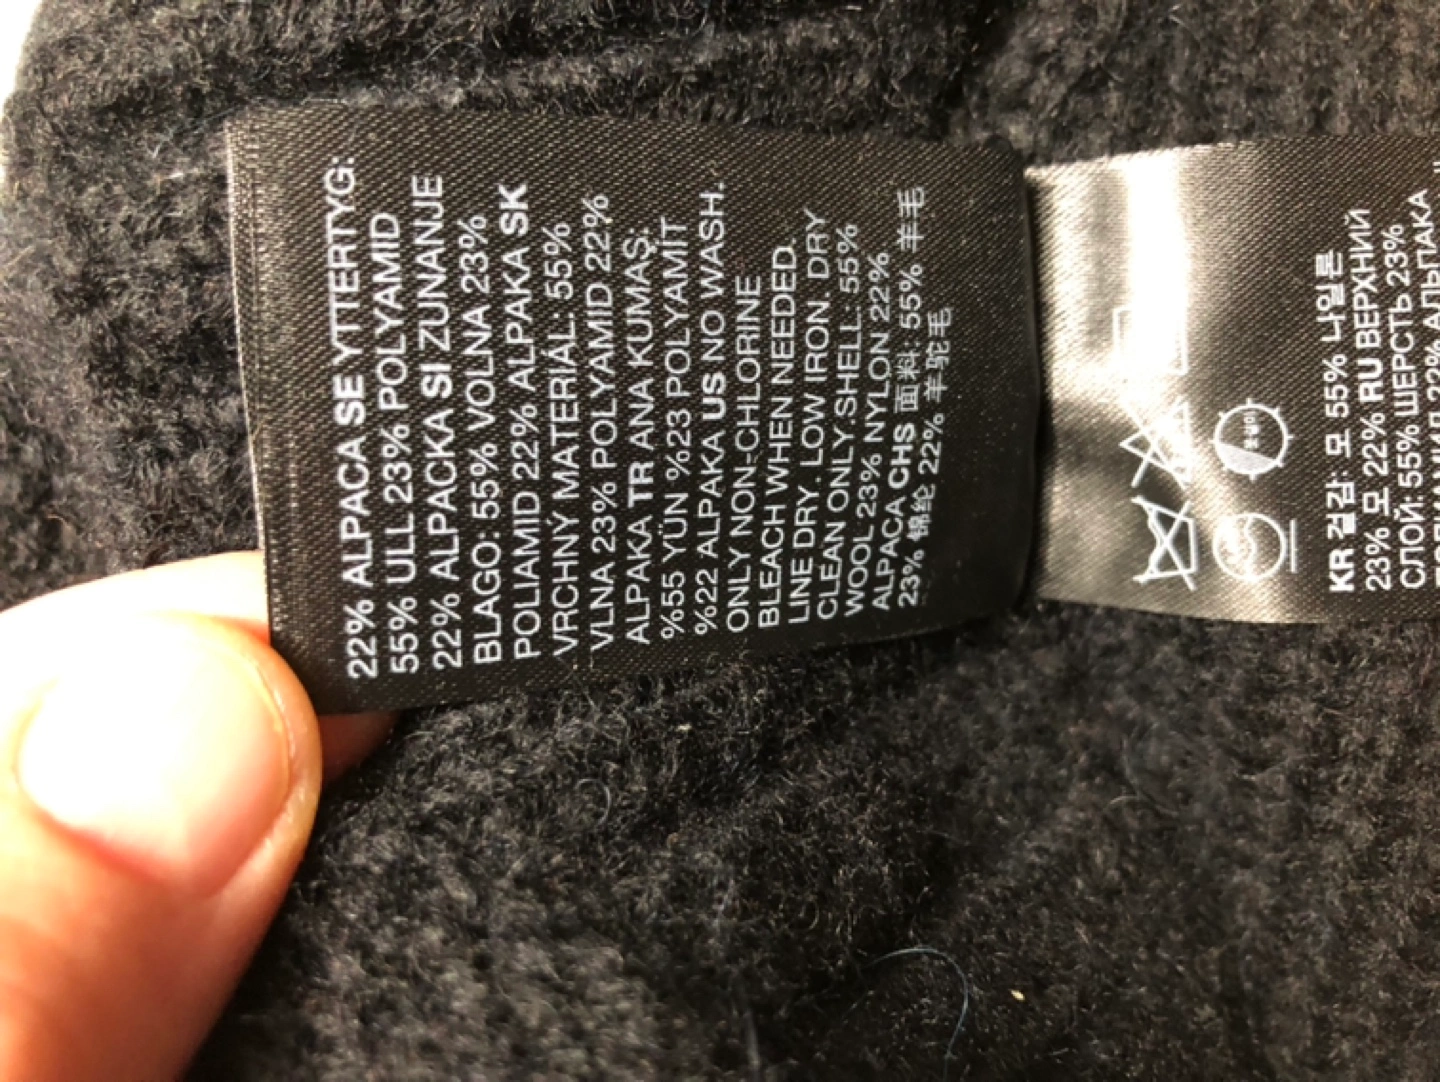 22% ALPACA SE YTTERTYG:
55% ULL 23% POLYAMID
22% ALPACKA SI ZUNANJE
BLAGO: 55% VOLNA 23%
POLIAMID 22% ALPAKA SK
VRCHNÝ MATERIÁL: 55%
VLNA 23% POLYAMID 22%
ALPAKA TR ANA KUMAŞ:
%55 YÜN %23 POLYAMİT
%22 ALPAKA US NO WASH.
ONLY NON-CHLORINE
BLEACH WHEN NEEDED.
LINE DRY. LOW IRON. DRY
CLEAN ONLY. SHELL: 55%
WOOL 23% NYLON 22%
ALPACA CHS 面料: 55% 羊毛
23% 锦纶 22% 羊驼毛
KR 겉감: 모 55% 나일론
23% 모 22% RU ВЕРХНИЙ
СЛОЙ: 55% ШЕРСТЬ 23%
22% АЛЬПАКА